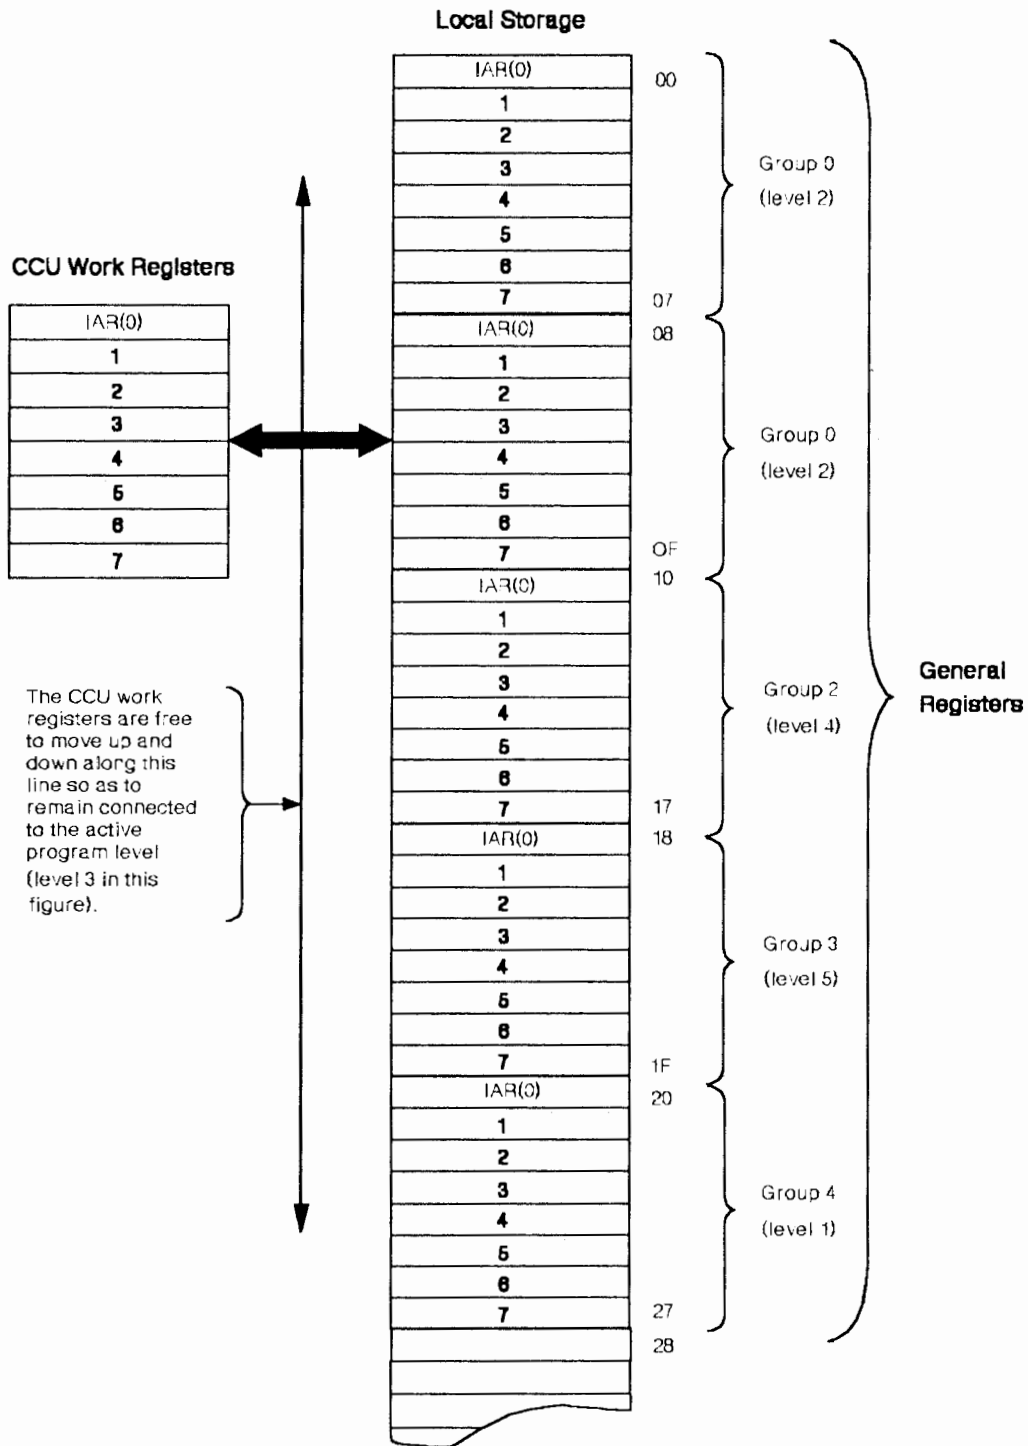 Local Storage
CCU Work Registers
IAR(0)
1
2
3
4
5
6
7
The CCU work
registers are free
to move up and
down along this
line so as to
remain connected
to the active
program level
(level 3 in this
figure).
IAR(0) 00
1
2
3
4
5
6
7 07
Group 0
(level 2)
IAR(0) 08
1
2
3
4
5
6
7 0F
Group 0
(level 2)
IAR(0) 10
1
2
3
4
5
6
7 17
Group 2
(level 4)
IAR(0) 18
1
2
3
4
5
6
7 1F
Group 3
(level 5)
IAR(0) 20
1
2
3
4
5
6
7 27
Group 4
(level 1)
28
General
Registers